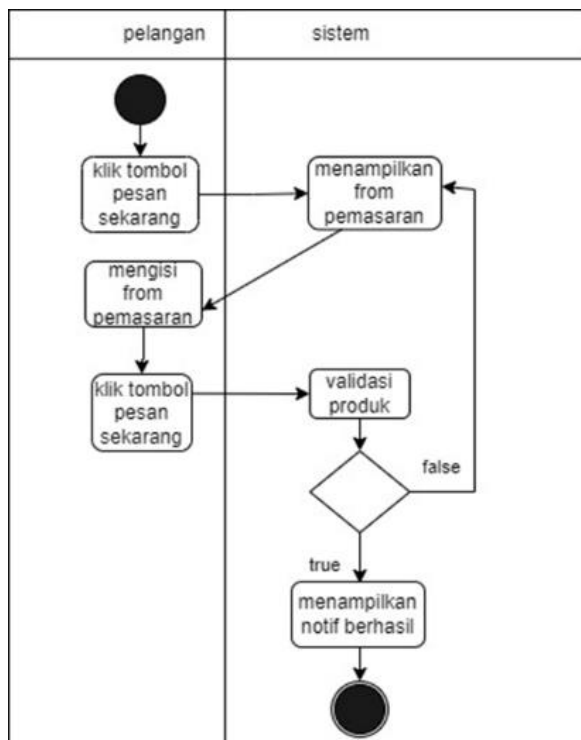 pelangan
sistem
klik tombol
pesan
sekarang
menampilkan
from
pemasaran
mengisi
from
pemasaran
klik tombol
pesan
sekarang
validasi
produk
false
true
menampilkan
notif berhasil